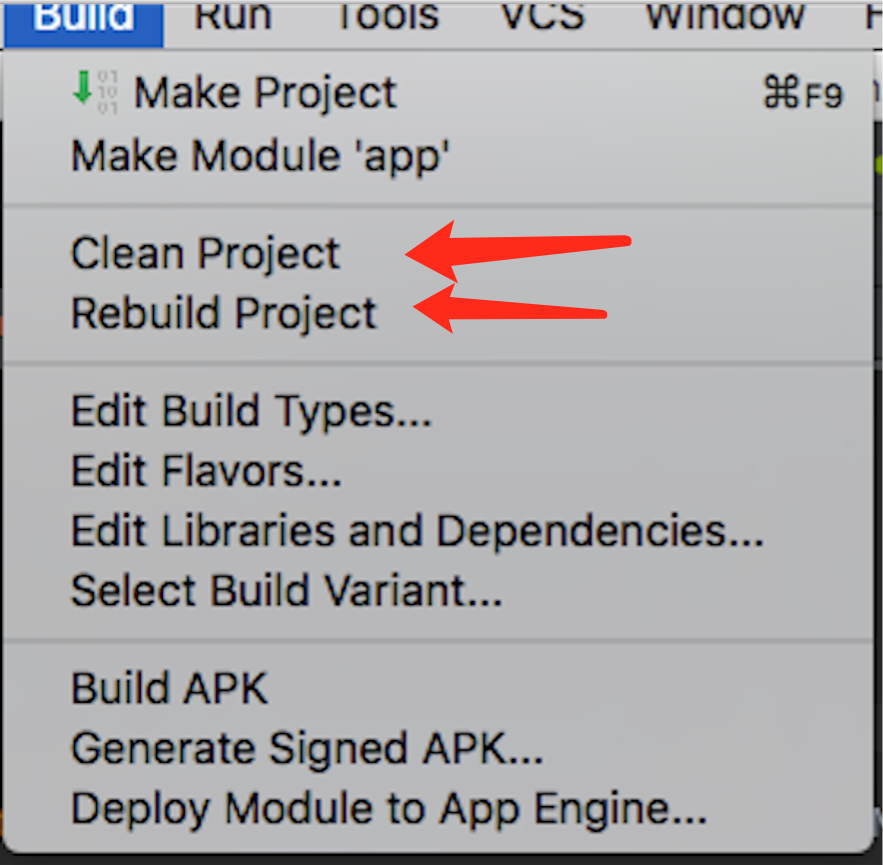 Build Run Tools VCS Window
Make Project ⌘F9
Make Module 'app'
Clean Project
Rebuild Project
Edit Build Types...
Edit Flavors...
Edit Libraries and Dependencies...
Select Build Variant...
Build APK
Generate Signed APK...
Deploy Module to App Engine...